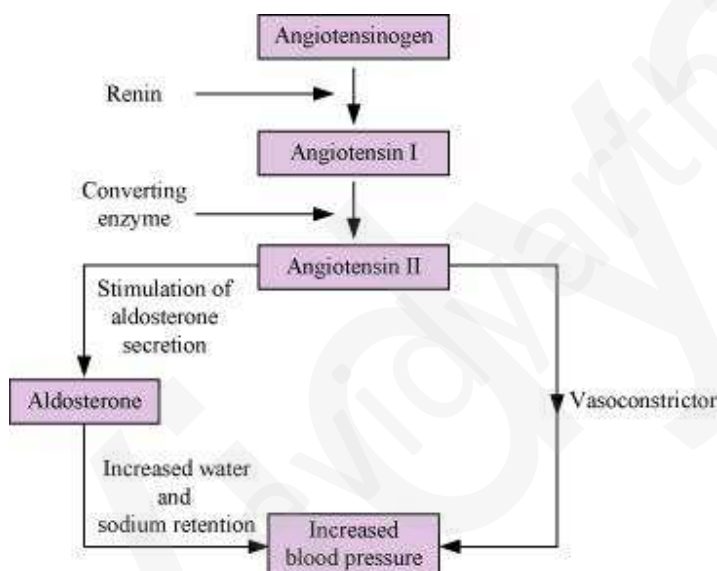 Angiotensinogen
Renin
Angiotensin I
Converting
enzyme
Angiotensin II
Stimulation of
aldosterone
secretion
Aldosterone
Vasoconstrictor
Increased water
and
sodium retention
Increased
blood pressure